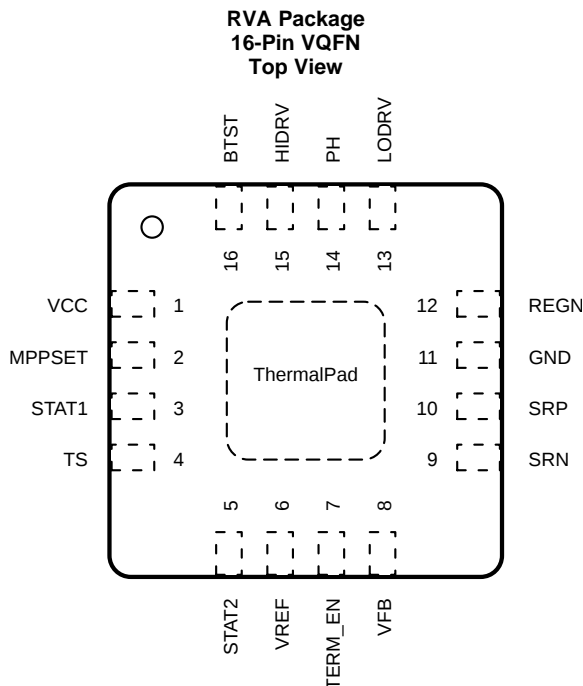 RVA Package
16-Pin VQFN
Top View
BTST
HIDRV
PH
LODRV
16
15
14
13
VCC 1
MPPSET 2
STAT1 3
TS 4
ThermalPad
12 REGN
11 GND
10 SRP
9 SRN
5
6
7
8
STAT2
VREF
TERM_EN
VFB